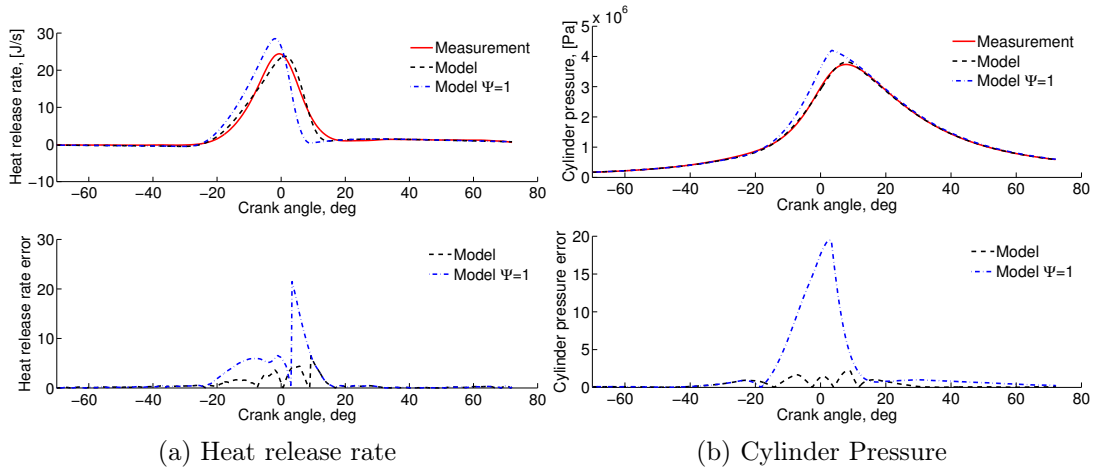 Heat release rate, [J/s]
30
20
10
0
−10
−60 −40 −20 0 20 40 60 80
Crank angle, deg
Measurement
Model
Model Ψ=1
Heat release rate error
30
20
10
0
−60 −40 −20 0 20 40 60 80
Crank angle, deg
Model
Model Ψ=1
(a) Heat release rate
Cylinder pressure, [Pa]
5 x 10^6
4
3
2
1
0
−60 −40 −20 0 20 40 60 80
Crank angle, deg
Measurement
Model
Model Ψ=1
Cylinder pressure error
20
15
10
5
0
−60 −40 −20 0 20 40 60 80
Crank angle, deg
Model
Model Ψ=1
(b) Cylinder Pressure